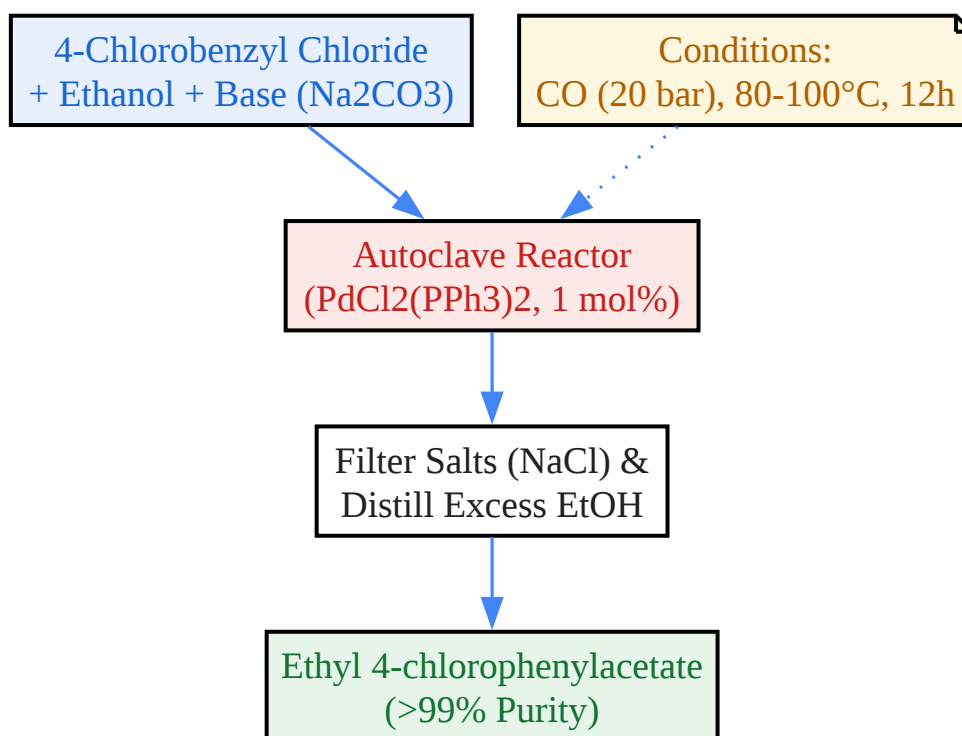 4-Chlorobenzyl Chloride
+ Ethanol + Base (Na2CO3)
Conditions:
CO (20 bar), 80-100°C, 12h
Autoclave Reactor
(PdCl2(PPh3)2, 1 mol%)
Filter Salts (NaCl) &
Distill Excess EtOH
Ethyl 4-chlorophenylacetate
(>99% Purity)